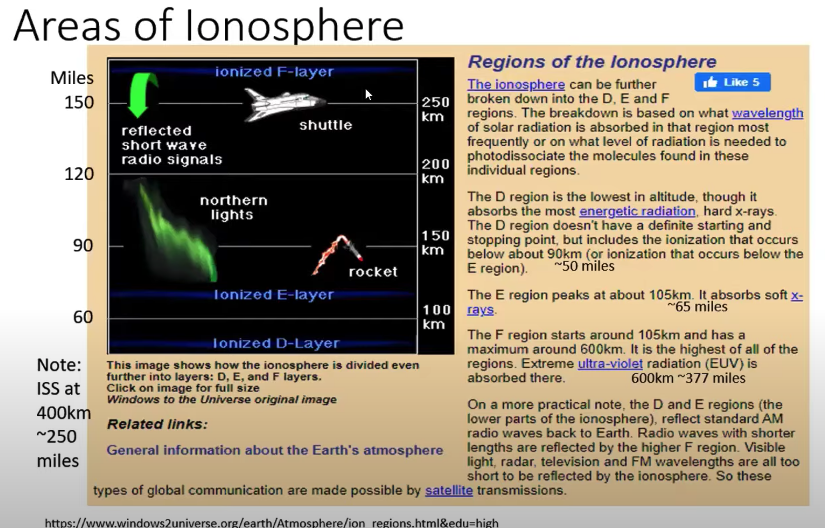 Areas of Ionosphere
Miles
150
120
90
60
Note:
ISS at
400km
~250
miles
ionized F-layer
reflected
short wave
radio signals
shuttle
250
km
200
km
northern
lights
150
km
rocket
Ionized E-layer
100
km
Ionized D-Layer
This image shows how the ionosphere is divided even
further into layers: D, E, and F layers.
Click on image for full size
Windows to the Universe original image
Related links:
General information about the Earth's atmosphere
Regions of the Ionosphere
Like 5
The ionosphere can be further
broken down into the D, E and F
regions. The breakdown is based on what wavelength
of solar radiation is absorbed in that region most
frequently or on what level of radiation is needed to
photodissociate the molecules found in these
individual regions.
The D region is the lowest in altitude, though it
absorbs the most energetic radiation, hard x-rays.
The D region doesn't have a definite starting and
stopping point, but includes the ionization that occurs
below about 90km (or ionization that occurs below the
E region).
~50 miles
The E region peaks at about 105km. It absorbs soft x-
rays.
~65 miles
The F region starts around 105km and has a
maximum around 600km. It is the highest of all of the
regions. Extreme ultra-violet radiation (EUV) is
absorbed there.
600km ~377 miles
On a more practical note, the D and E regions (the
lower parts of the ionosphere), reflect standard AM
radio waves back to Earth. Radio waves with shorter
lengths are reflected by the higher F region. Visible
light, radar, television and FM wavelengths are all too
short to be reflected by the ionosphere. So these
types of global communication are made possible by satellite transmissions.
https://www.windows2universe.org/earth/Atmosphere/ion_regions.html&edu=high